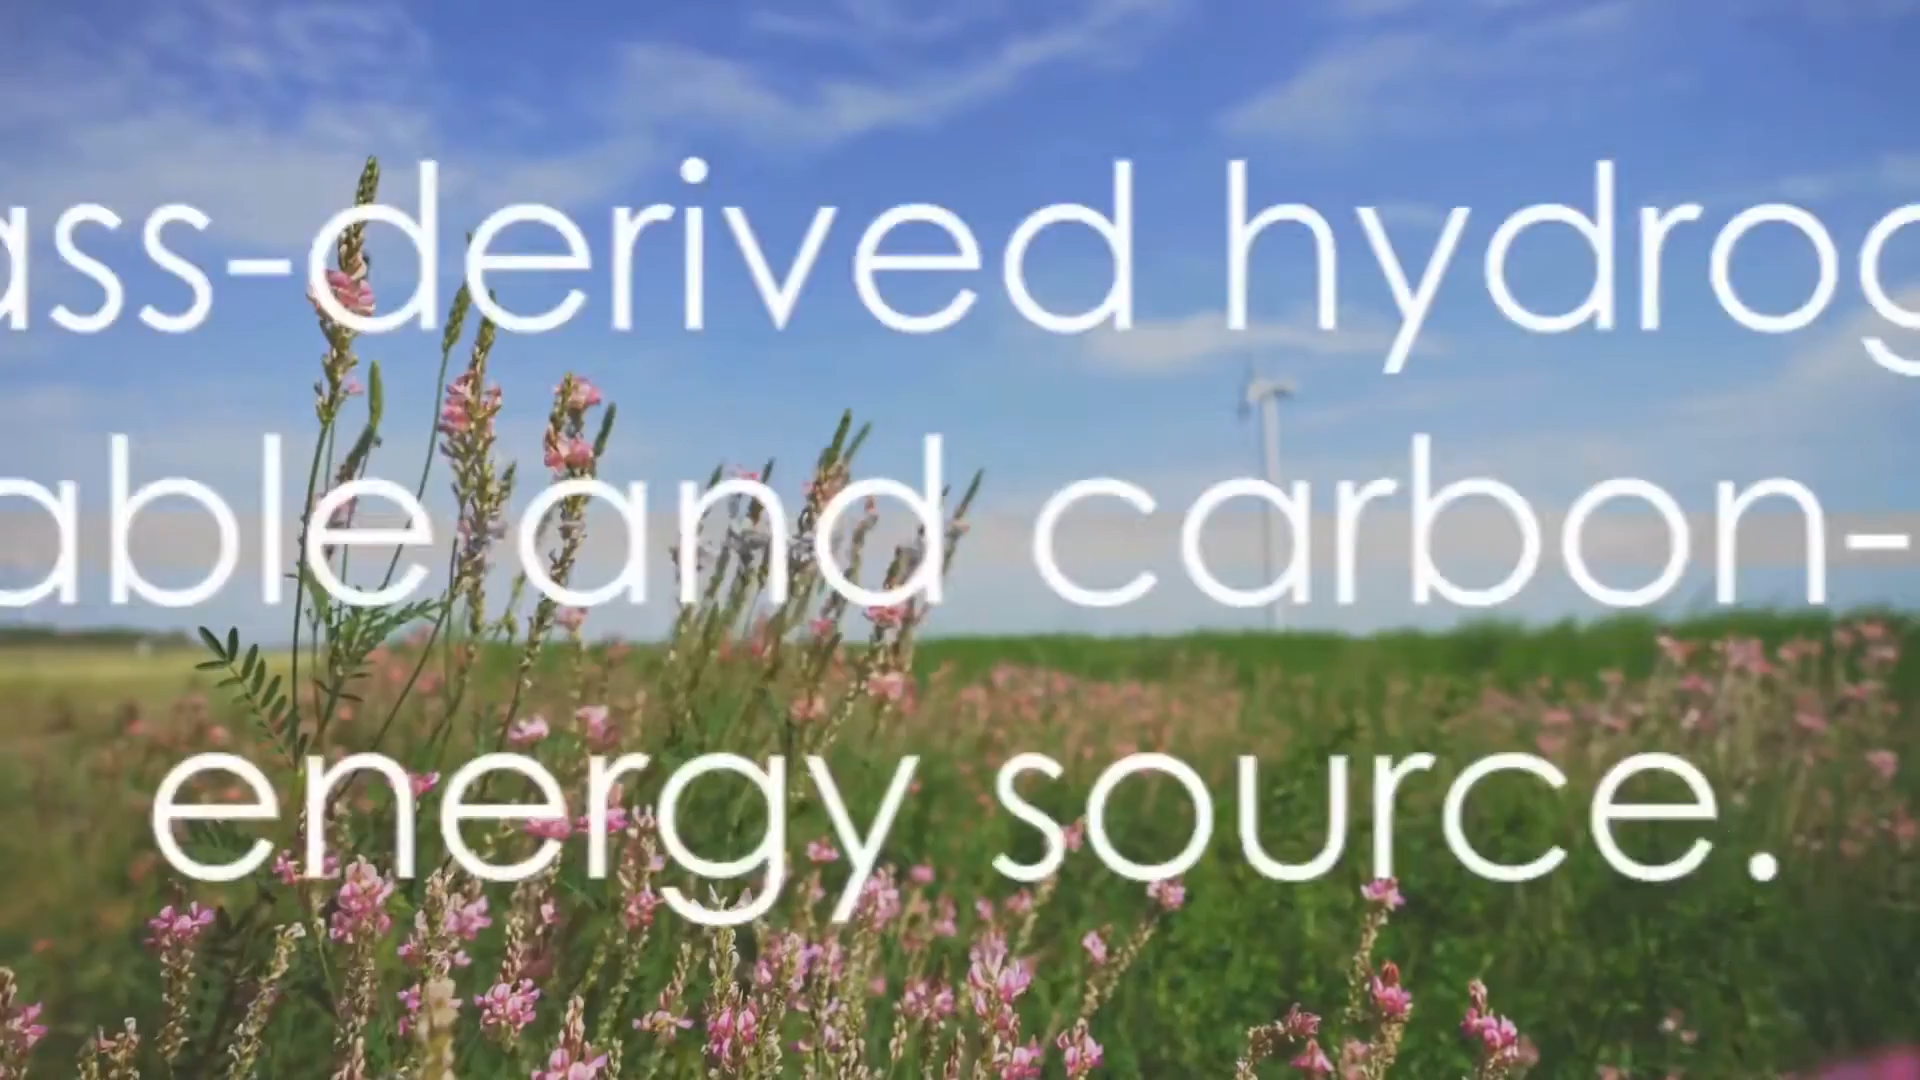 ass-derived hydrog
able and carbon-
energy source.